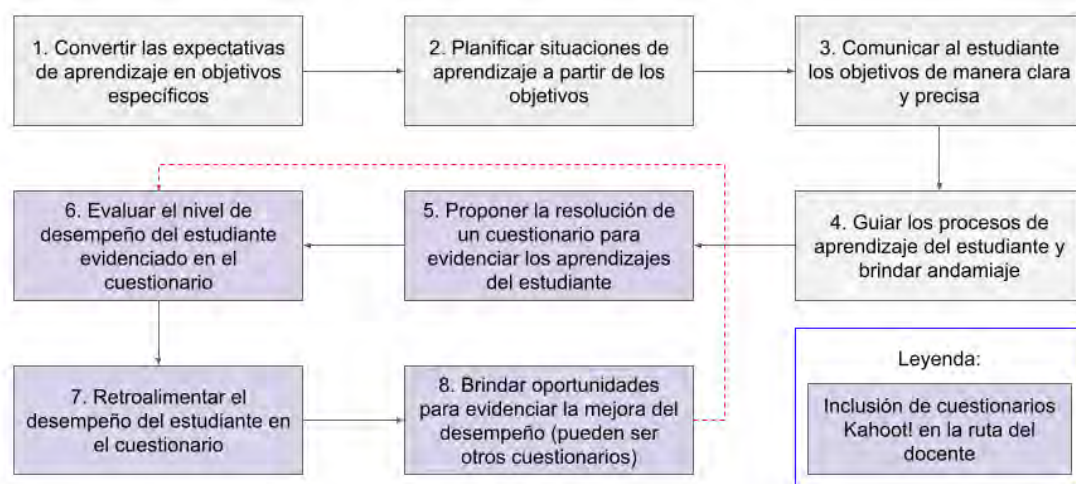 1. Convertir las expectativas
de aprendizaje en objetivos
específicos
2. Planificar situaciones de
aprendizaje a partir de los
objetivos
3. Comunicar al estudiante
los objetivos de manera clara
y precisa
4. Guiar los procesos de
aprendizaje del estudiante y
brindar andamiaje
5. Proponer la resolución de
un cuestionario para
evidenciar los aprendizajes
del estudiante
6. Evaluar el nivel de
desempeño del estudiante
evidenciado en el
cuestionario
7. Retroalimentar el
desempeño del estudiante en
el cuestionario
8. Brindar oportunidades
para evidenciar la mejora del
desempeño (pueden ser
otros cuestionarios)
Leyenda:
Inclusión de cuestionarios
Kahoot! en la ruta del
docente